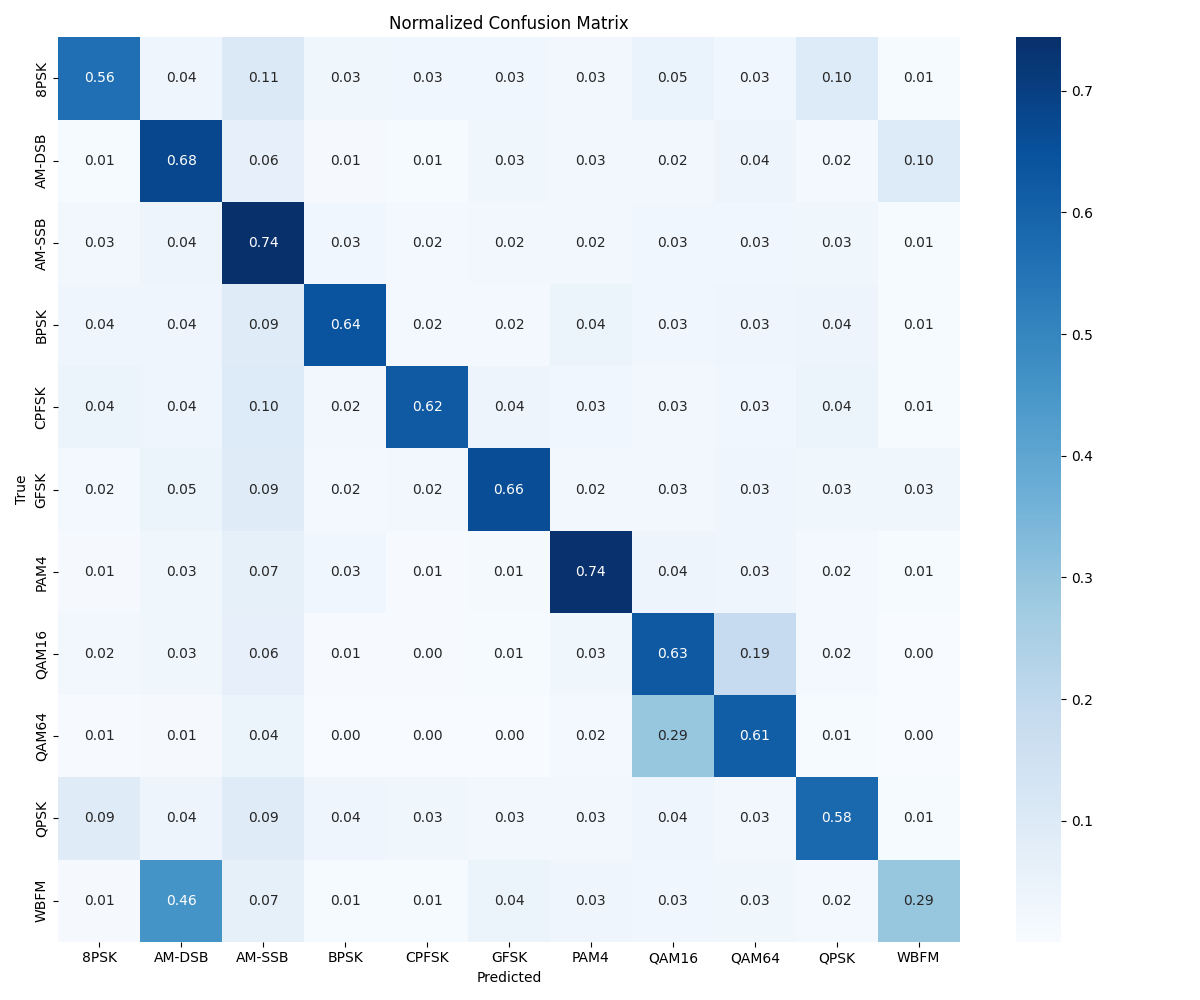 Normalized Confusion Matrix
8PSK 0.56 0.04 0.11 0.03 0.03 0.03 0.03 0.05 0.03 0.10 0.01
AM-DSB 0.01 0.68 0.06 0.01 0.01 0.03 0.03 0.02 0.04 0.02 0.10
AM-SSB 0.03 0.04 0.74 0.03 0.02 0.02 0.02 0.03 0.03 0.03 0.01
BPSK 0.04 0.04 0.09 0.64 0.02 0.02 0.04 0.03 0.03 0.04 0.01
CPFSK 0.04 0.04 0.10 0.02 0.62 0.04 0.03 0.03 0.03 0.04 0.01
GFSK 0.02 0.05 0.09 0.02 0.02 0.66 0.02 0.03 0.03 0.03 0.03
PAM4 0.01 0.03 0.07 0.03 0.01 0.01 0.74 0.04 0.03 0.02 0.01
QAM16 0.02 0.03 0.06 0.01 0.00 0.01 0.03 0.63 0.19 0.02 0.00
QAM64 0.01 0.01 0.04 0.00 0.00 0.00 0.02 0.29 0.61 0.01 0.00
QPSK 0.09 0.04 0.09 0.04 0.03 0.03 0.03 0.04 0.03 0.58 0.01
WBFM 0.01 0.46 0.07 0.01 0.01 0.04 0.03 0.03 0.03 0.02 0.29
8PSK AM-DSB AM-SSB BPSK CPFSK GFSK PAM4 QAM16 QAM64 QPSK WBFM
Predicted
True
0.7
0.6
0.5
0.4
0.3
0.2
0.1